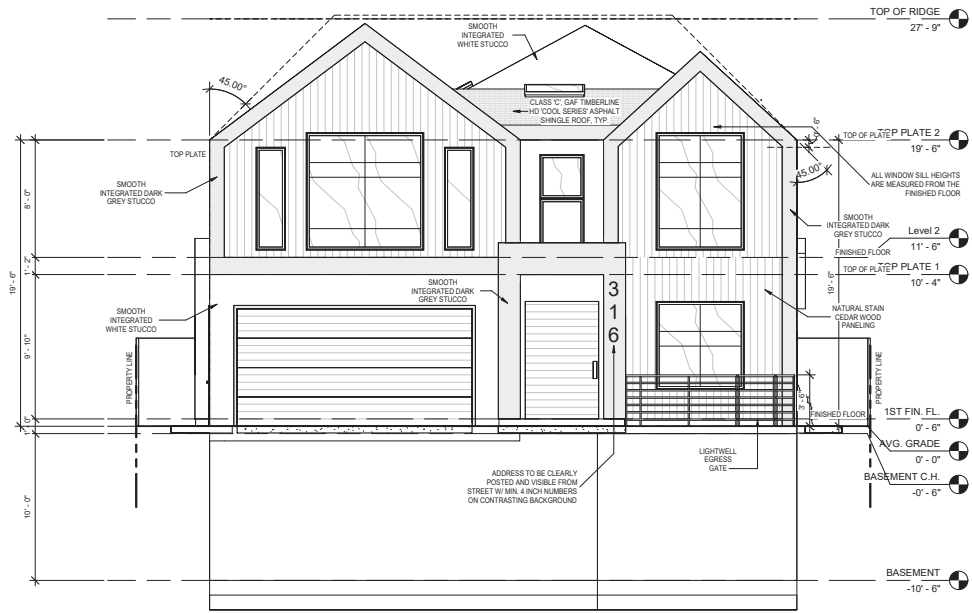 TOP OF RIDGE
27' - 9"
SMOOTH
INTEGRATED
WHITE STUCCO
45.00°
CLASS 'C', GAF TIMBERLINE
HD 'COOL SERIES' ASPHALT
SHINGLE ROOF, TYP.
TOP OF PLATE
TOP PLATE 2
19' - 6"
TOP PLATE
45.00°
ALL WINDOW SILL HEIGHTS
ARE MEASURED FROM THE
FINISHED FLOOR
SMOOTH
INTEGRATED DARK
GREY STUCCO
8' - 0"
SMOOTH
INTEGRATED DARK
GREY STUCCO
Level 2
11' - 6"
FINISHED FLOOR
1' - 2"
TOP OF PLATE
TOP PLATE 1
10' - 4"
19' - 6"
19' - 6"
SMOOTH
INTEGRATED DARK
GREY STUCCO
316
SMOOTH
INTEGRATED
WHITE STUCCO
NATURAL STAIN
CEDAR WOOD
PANELING
9' - 10"
PROPERTY LINE
PROPERTY LINE
3' - 6"
FINISHED FLOOR
1ST FIN. FL.
0' - 6"
AVG. GRADE
0' - 0"
LIGHTWELL
EGRESS
GATE
ADDRESS TO BE CLEARLY
POSTED AND VISIBLE FROM
STREET W/ MIN. 4 INCH NUMBERS
ON CONTRASTING BACKGROUND
BASEMENT C.H.
-0' - 6"
10' - 0"
BASEMENT
-10' - 6"